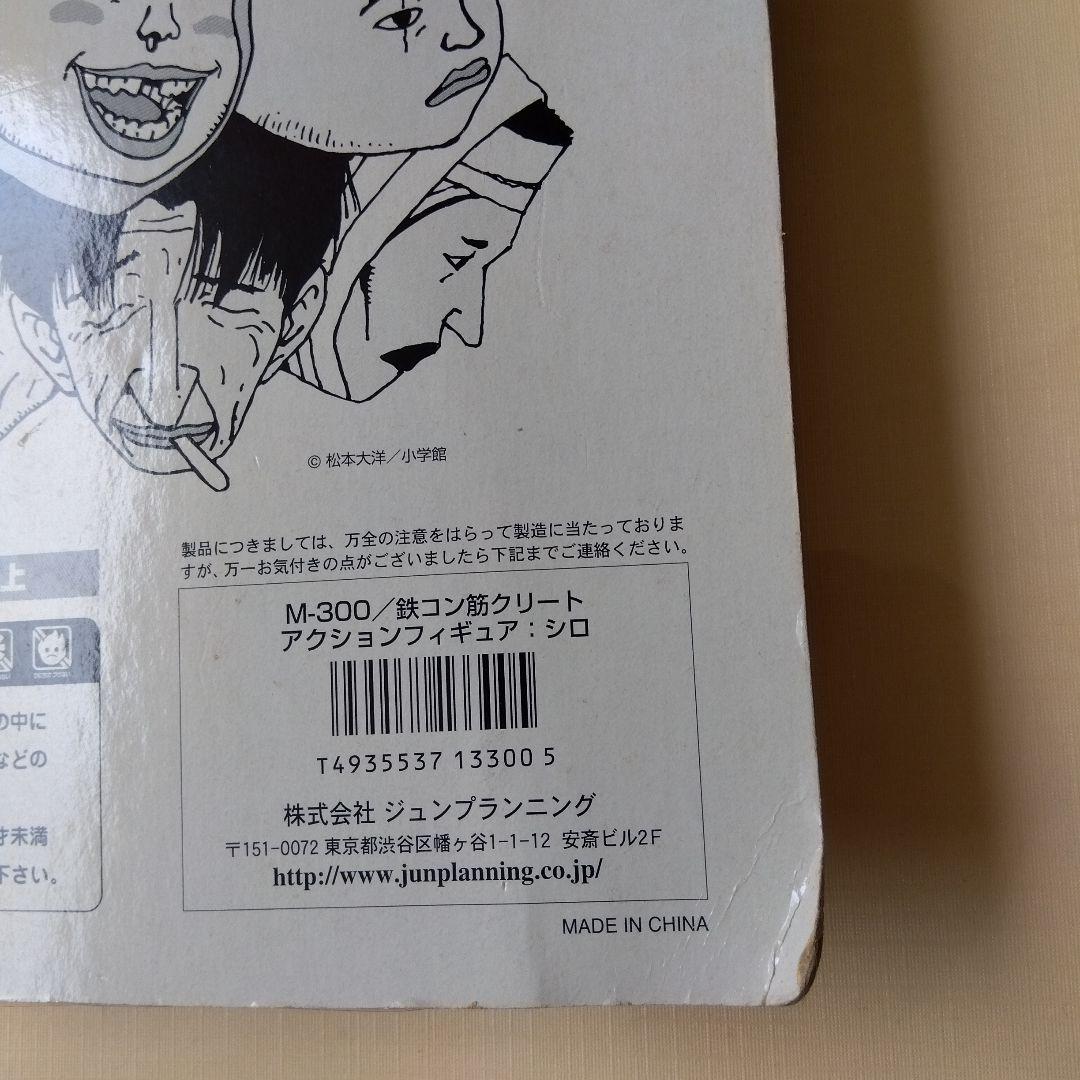 © 松本大洋／小学館
製品につきましては、万全の注意をはらって製造に当たっておりま
すが、万一お気付きの点がございましたら下記までご連絡ください。
上
M-300／鉄コン筋クリート
アクションフィギュア：シロ
T4935537 13300 5
の中に
などの
才未満
下さい。
株式会社 ジュンプランニング
〒151-0072 東京都渋谷区幡ヶ谷1-1-12 安斎ビル2F
http://www.junplanning.co.jp/
MADE IN CHINA